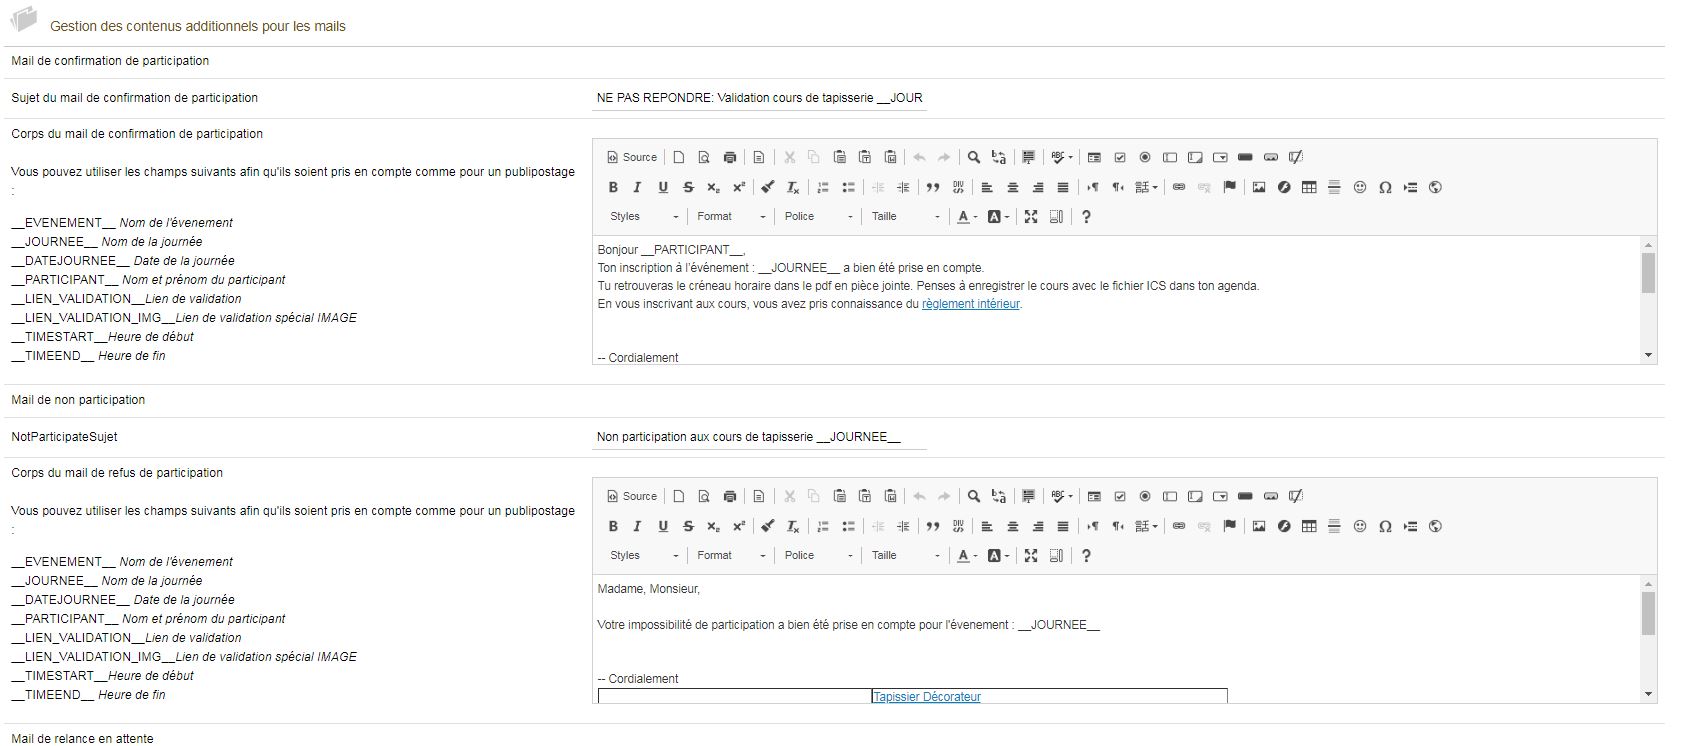 Gestion des contenus additionnels pour les mails
Mail de confirmation de participation
Sujet du mail de confirmation de participation
NE PAS REPONDRE: Validation cours de tapisserie __JOUR
Corps du mail de confirmation de participation
Vous pouvez utiliser les champs suivants afin qu'ils soient pris en compte comme pour un publipostage
:
__EVENEMENT__ Nom de l'évenement
__JOURNEE__ Nom de la journée
__DATEJOURNEE__ Date de la journée
__PARTICIPANT__ Nom et prénom du participant
__LIEN_VALIDATION__Lien de validation
__LIEN_VALIDATION_IMG__Lien de validation spécial IMAGE
__TIMESTART__Heure de début
__TIMEEND__ Heure de fin
Source
Styles Format Police Taille
Bonjour __PARTICIPANT__,
Ton inscription à l'événement : __JOURNEE__ a bien été prise en compte.
Tu retrouveras le créneau horaire dans le pdf en pièce jointe. Penses à enregistrer le cours avec le fichier ICS dans ton agenda.
En vous inscrivant aux cours, vous avez pris connaissance du règlement intérieur.
-- Cordialement
Mail de non participation
NotParticipateSujet
Non participation aux cours de tapisserie __JOURNEE__
Corps du mail de refus de participation
Vous pouvez utiliser les champs suivants afin qu'ils soient pris en compte comme pour un publipostage
:
__EVENEMENT__ Nom de l'évenement
__JOURNEE__ Nom de la journée
__DATEJOURNEE__ Date de la journée
__PARTICIPANT__ Nom et prénom du participant
__LIEN_VALIDATION__Lien de validation
__LIEN_VALIDATION_IMG__Lien de validation spécial IMAGE
__TIMESTART__Heure de début
__TIMEEND__ Heure de fin
Source
Styles Format Police Taille
Madame, Monsieur,
Votre impossibilité de participation a bien été prise en compte pour l'évenement : __JOURNEE__
-- Cordialement
Tapissier Décorateur
Mail de relance en attente